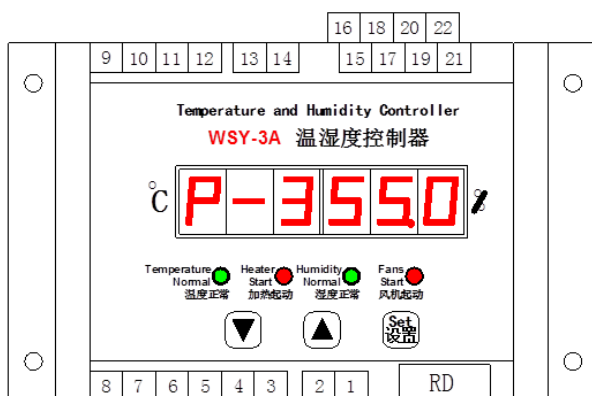 16 18 20 22
9 10 11 12 13 14 15 17 19 21
Temperature and Humidity Controller
WSY-3A 温湿度控制器
℃ P-355.0 %
Temperature Normal 温度正常
Heater Start 加热起动
Humidity Normal 湿度正常
Fans Start 风机起动
▼ ▲ Set 设置
8 7 6 5 4 3 2 1 RD